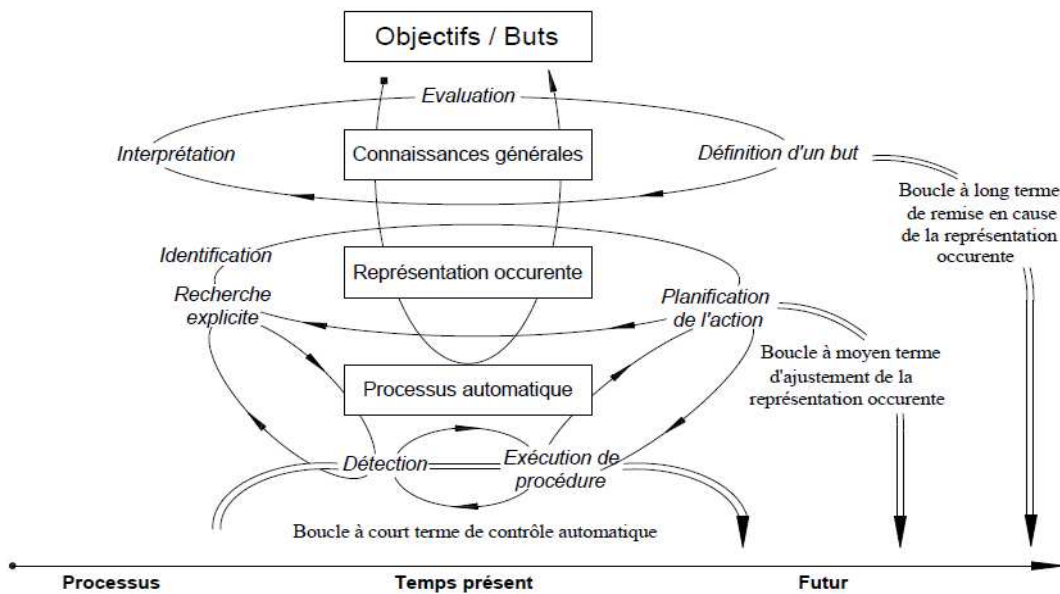 Objectifs / Buts
Evaluation
Interprétation
Connaissances générales
Définition d'un but
Boucle à long terme
de remise en cause
de la représentation
occurente
Identification
Représentation occurente
Recherche
explicite
Planification
de l'action
Boucle à moyen terme
d'ajustement de la
représentation occurente
Processus automatique
Détection
Exécution de
procédure
Boucle à court terme de contrôle automatique
Processus
Temps présent
Futur